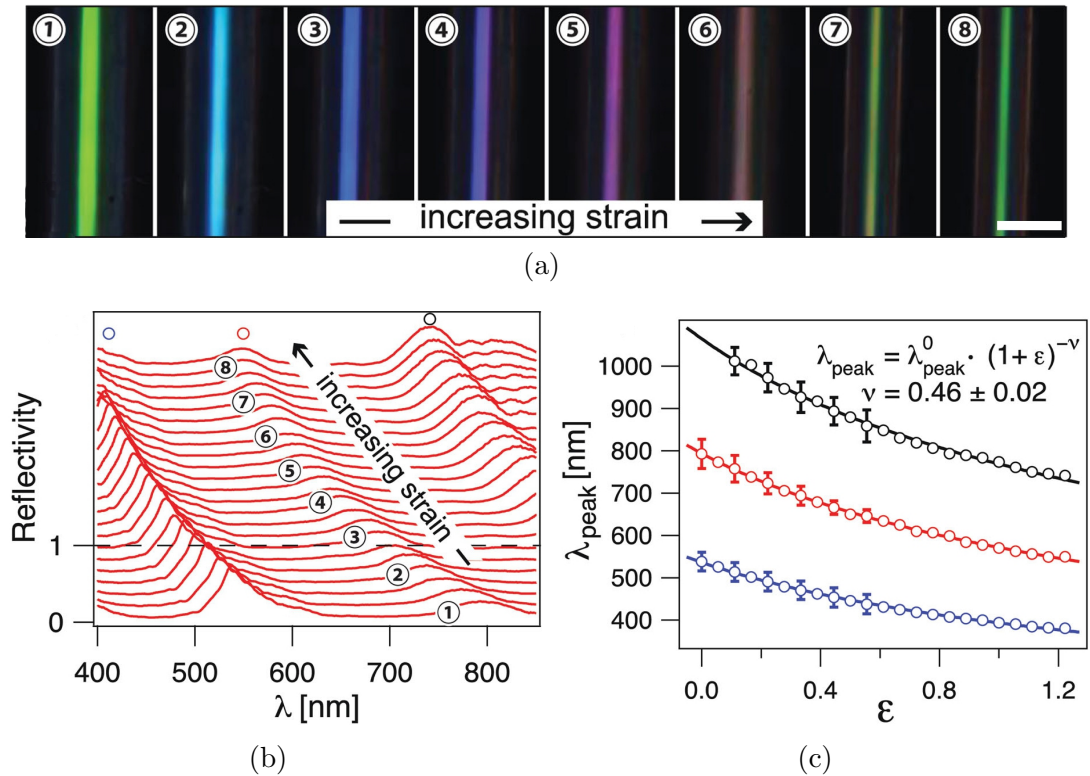 ① ② ③ ④ ⑤ ⑥ ⑦ ⑧
increasing strain
(a)
Reflectivity
1
0
⑧
⑦
⑥
⑤
④
③
②
①
increasing strain
400 500 600 700 800
λ [nm]
(b)
λpeak [nm]
1000
900
800
700
600
500
400
λpeak = λ⁰peak · (1+ ε)^−ν
ν = 0.46 ± 0.02
0.0 0.4 0.8 1.2
ε
(c)